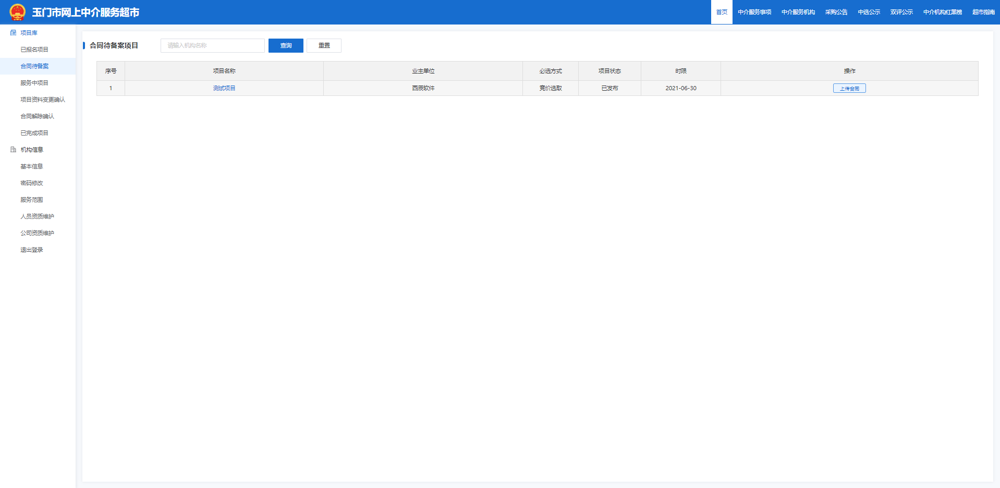 玉门市网上中介服务超市
首页 中介服务事项 中介服务机构 采购公告 中选公示 双评公示 中介机构红黑榜 超市指南
项目库
已报名项目
合同待备案
服务中项目
项目资料变更确认
合同解除确认
已完成项目
机构信息
基本信息
密码修改
服务范围
人员资质维护
公司资质维护
退出登录
合同待备案项目 请输入机构名称 查询 重置
序号 项目名称 业主单位 必选方式 项目状态 时限 操作
1 测试项目 西辰软件 竞价选取 已发布 2021-06-30 上传合同